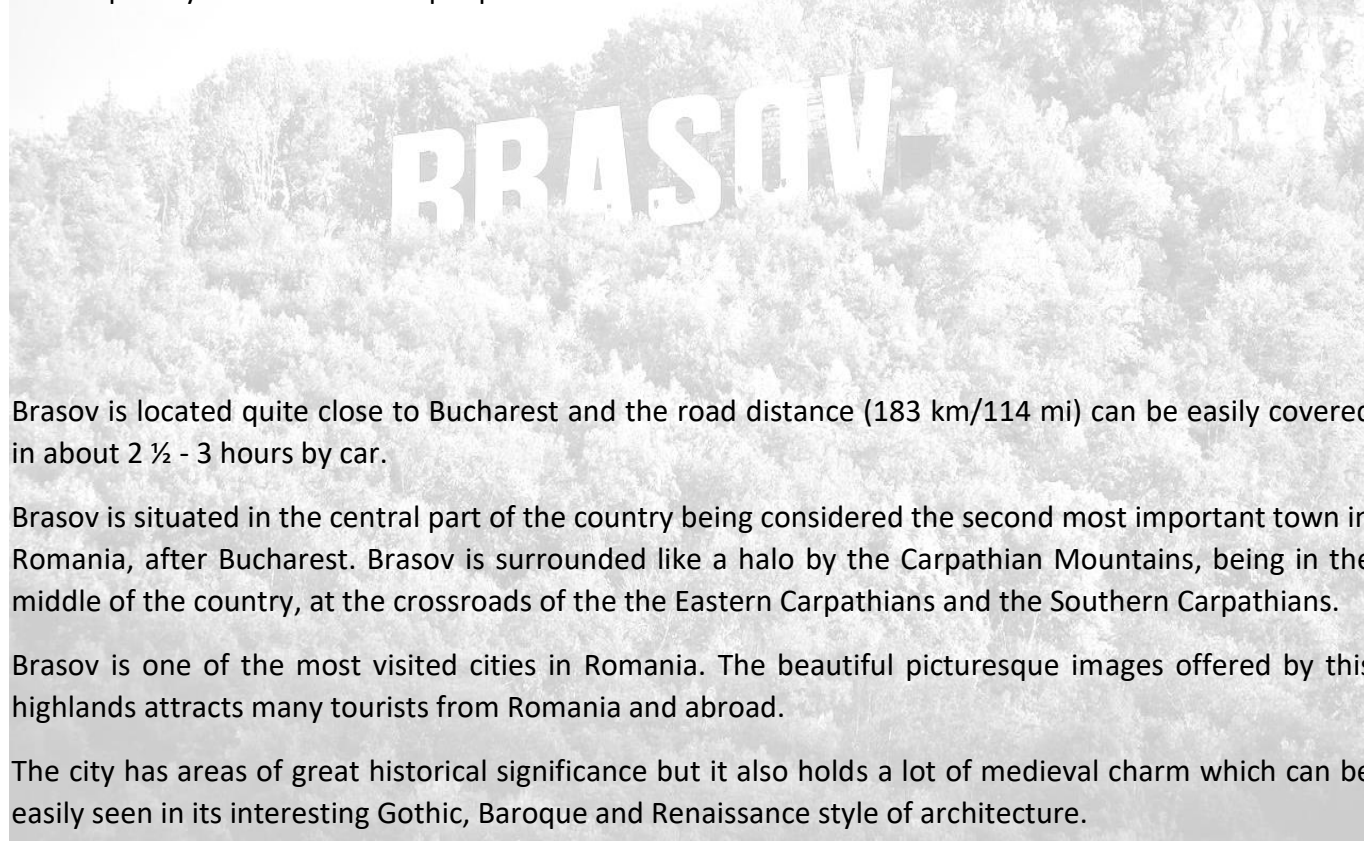 BRASOV
Brasov is located quite close to Bucharest and the road distance (183 km/114 mi) can be easily covered
in about 2 ½ - 3 hours by car.
Brasov is situated in the central part of the country being considered the second most important town in
Romania, after Bucharest. Brasov is surrounded like a halo by the Carpathian Mountains, being in the
middle of the country, at the crossroads of the the Eastern Carpathians and the Southern Carpathians.
Brasov is one of the most visited cities in Romania. The beautiful picturesque images offered by this
highlands attracts many tourists from Romania and abroad.
The city has areas of great historical significance but it also holds a lot of medieval charm which can be
easily seen in its interesting Gothic, Baroque and Renaissance style of architecture.